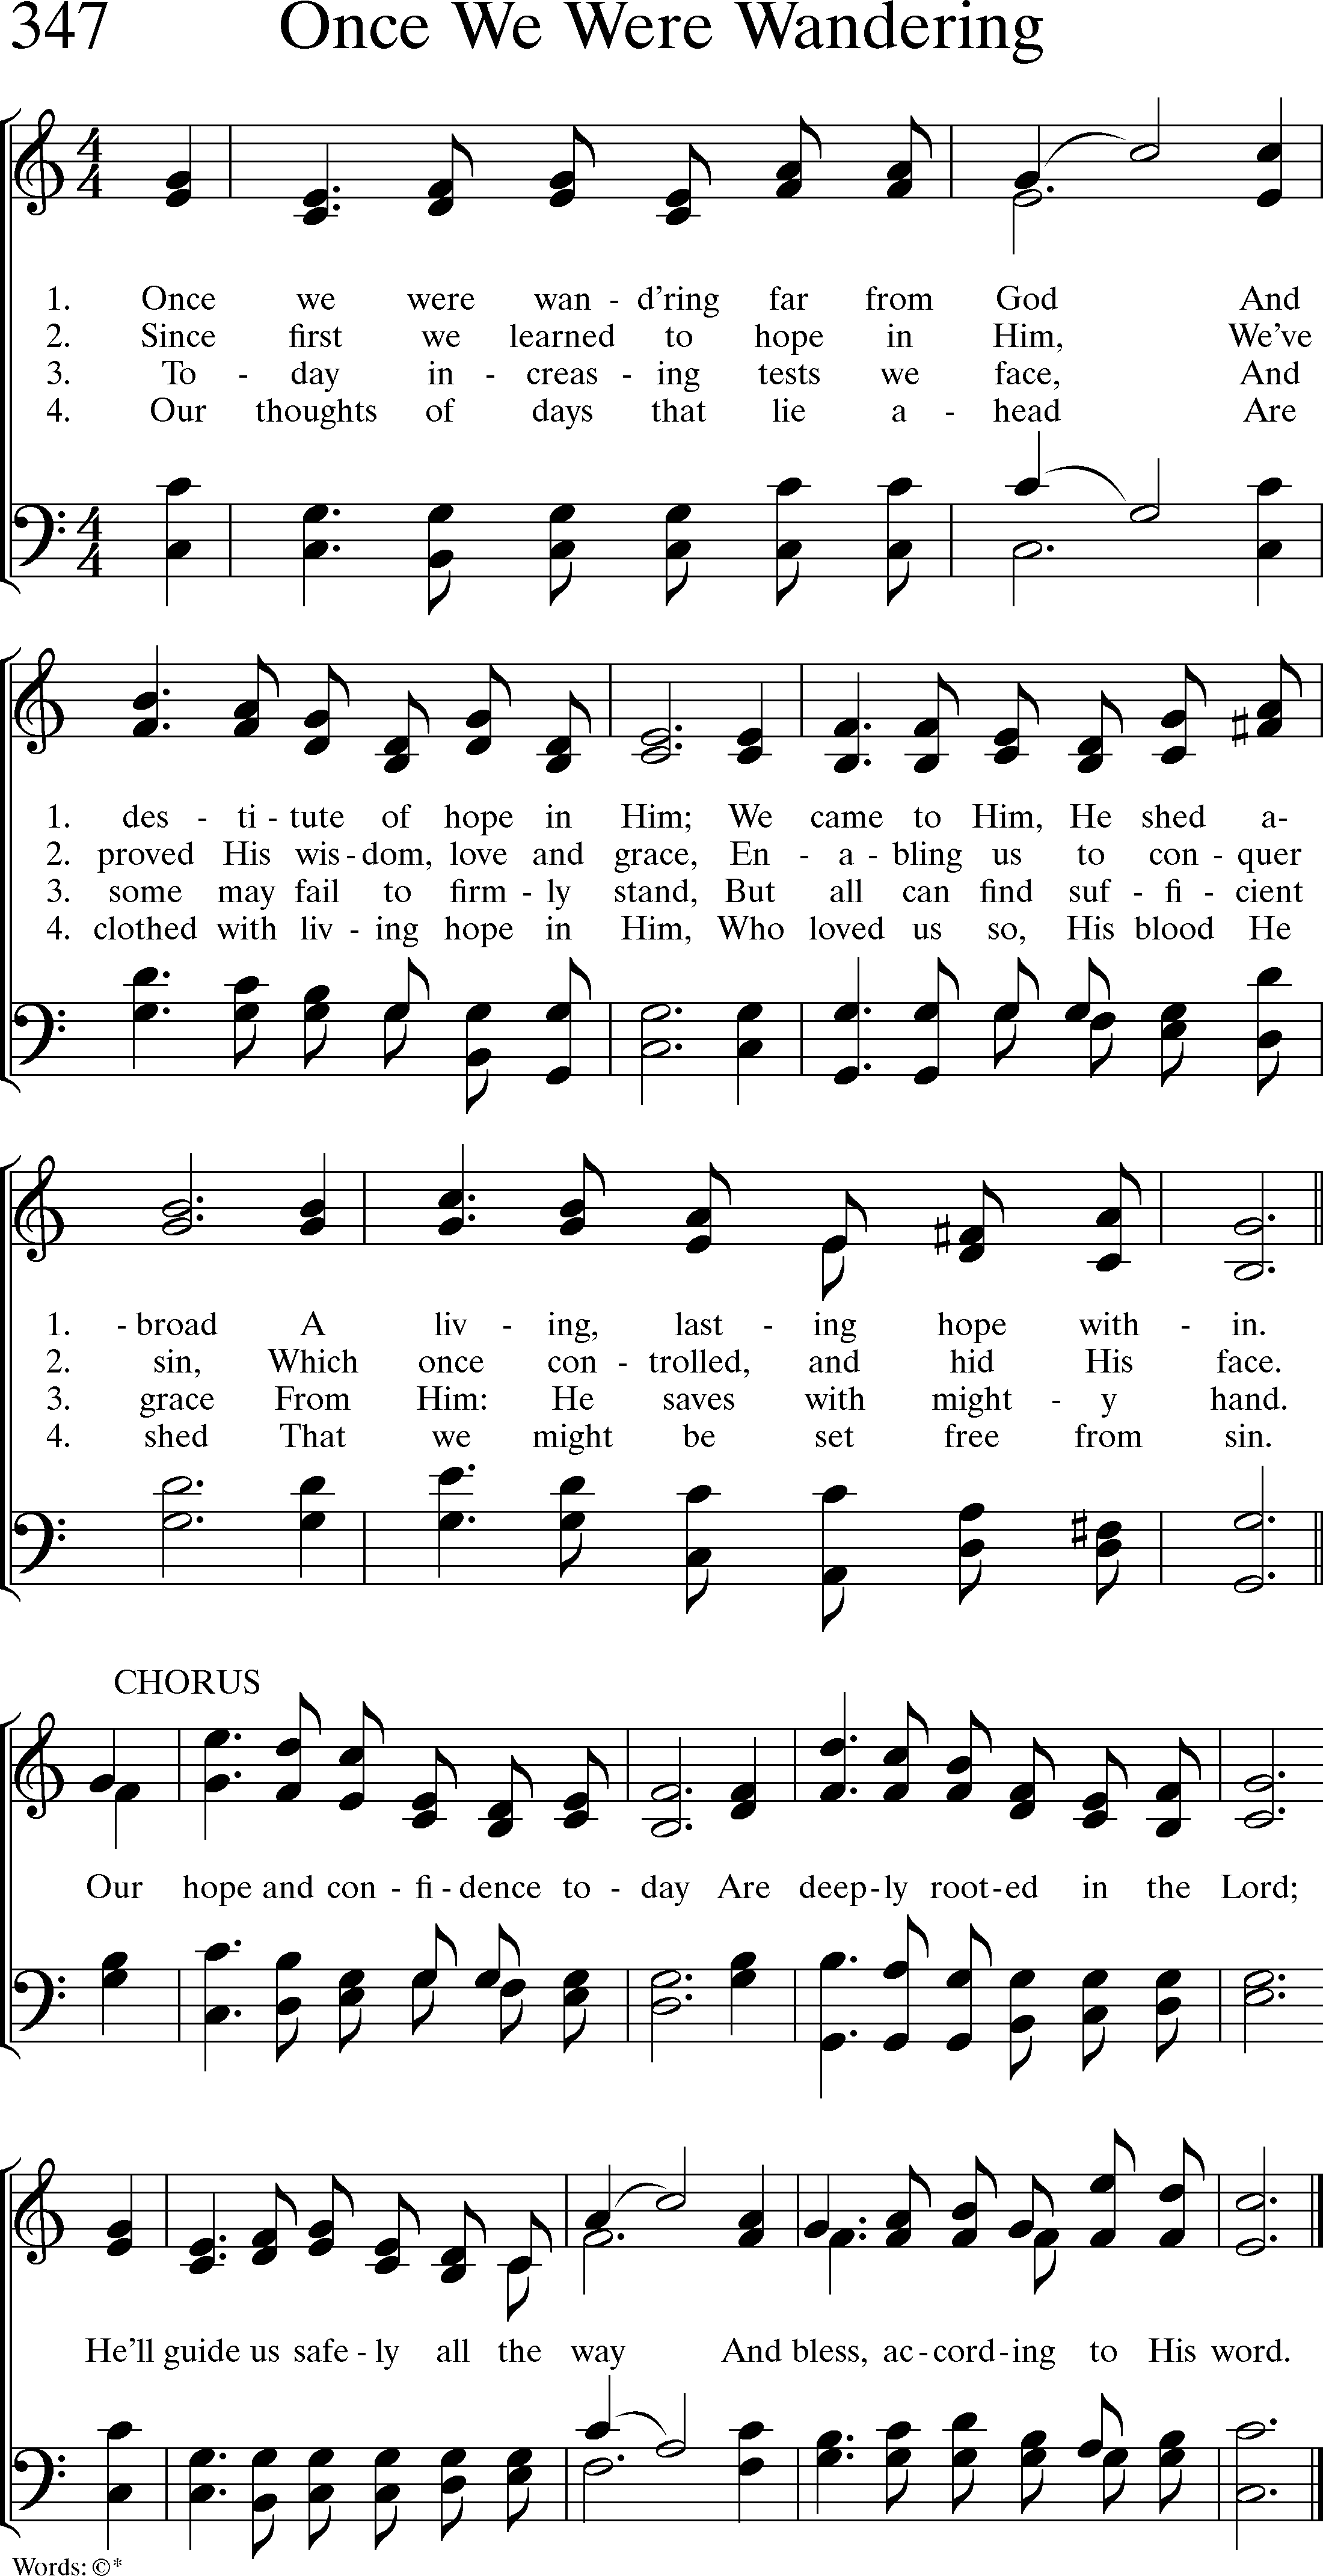 347 Once We Were Wandering
1. Once we were wan - d'ring far from God And
2. Since first we learned to hope in Him, We've
3. To - day in - creas - ing tests we face, And
4. Our thoughts of days that lie a - head Are
1. des - ti - tute of hope in Him; We came to Him, He shed a-
2. proved His wis - dom, love and grace, En - a - bling us to con - quer
3. some may fail to firm - ly stand, But all can find suf - fi - cient
4. clothed with liv - ing hope in Him, Who loved us so, His blood He
1. - broad A liv - ing, last - ing hope with - in.
2. sin, Which once con - trolled, and hid His face.
3. grace From Him: He saves with might - y hand.
4. shed That we might be set free from sin.
CHORUS
Our hope and con - fi - dence to - day Are deep - ly root - ed in the Lord;
He'll guide us safe - ly all the way And bless, ac - cord - ing to His word.
Words: ©*